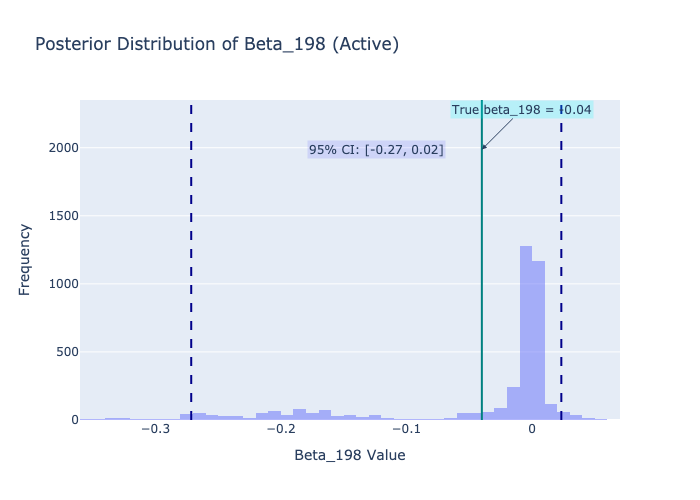 Posterior Distribution of Beta_198 (Active)
True beta_198 = -0.04
95% CI: [-0.27, 0.02]
2000
1500
1000
500
0
Frequency
−0.3
−0.2
−0.1
0
Beta_198 Value